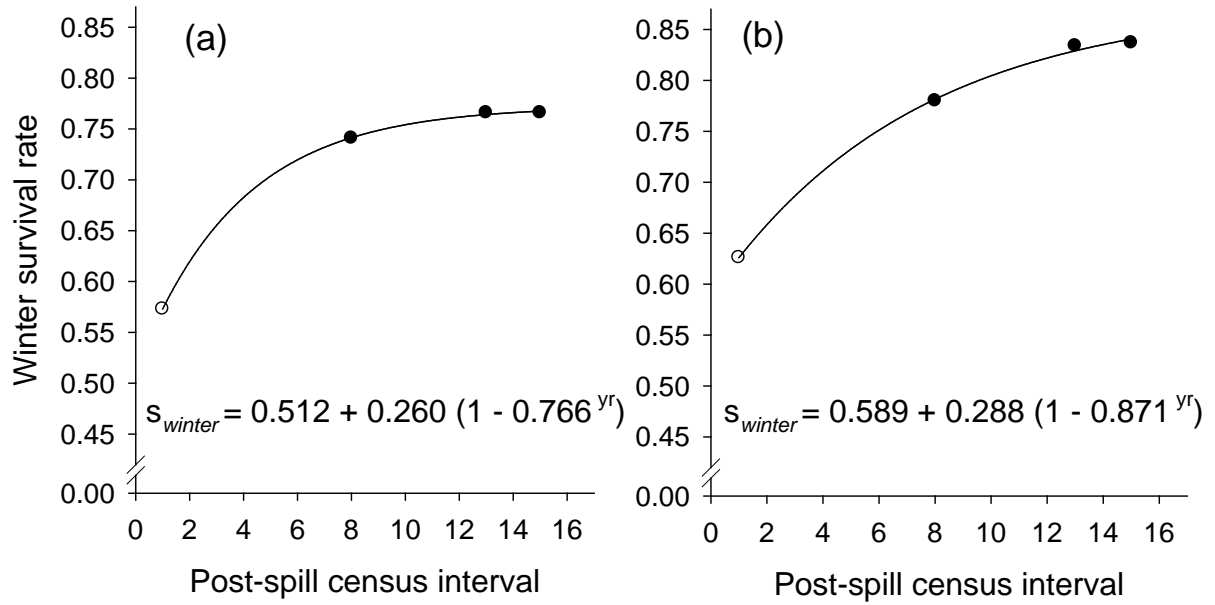 (a)
0.85
0.80
0.75
0.70
0.65
0.60
0.55
0.50
0.45
0.00
Winter survival rate
s winter = 0.512 + 0.260 (1 - 0.766 yr)
0 2 4 6 8 10 12 14 16
Post-spill census interval
(b)
0.85
0.80
0.75
0.70
0.65
0.60
0.55
0.50
0.45
0.00
s winter = 0.589 + 0.288 (1 - 0.871 yr)
0 2 4 6 8 10 12 14 16
Post-spill census interval